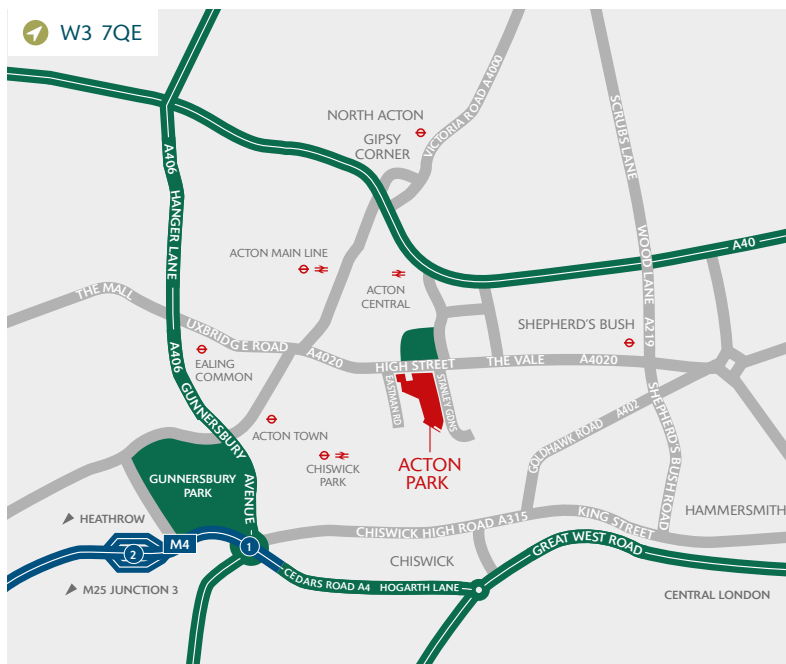 W3 7QE
NORTH ACTON
GIPSY
CORNER
VICTORIA ROAD A4000
SCRUBS LANE
A406
HANGER LANE
A406
WOOD LANE
A219
A40
ACTON MAIN LINE
ACTON
CENTRAL
THE MALL
UXBRIDGE ROAD
A4020
SHEPHERD'S BUSH
EALING
COMMON
HIGH STREET
THE VALE
A4020
EASTMAN RD
STANLEY GDNS
GUNNERSBURY
AVENUE
ACTON TOWN
CHISWICK
PARK
ACTON
PARK
GOLDHAWK ROAD
A402
SHEPHERD'S BUSH ROAD
GUNNERSBURY
PARK
HEATHROW
M4
2
1
CHISWICK HIGH ROAD A315
KING STREET
HAMMERSMITH
CHISWICK
GREAT WEST ROAD
M25 JUNCTION 3
CEDARS ROAD A4
HOGARTH LANE
CENTRAL LONDON